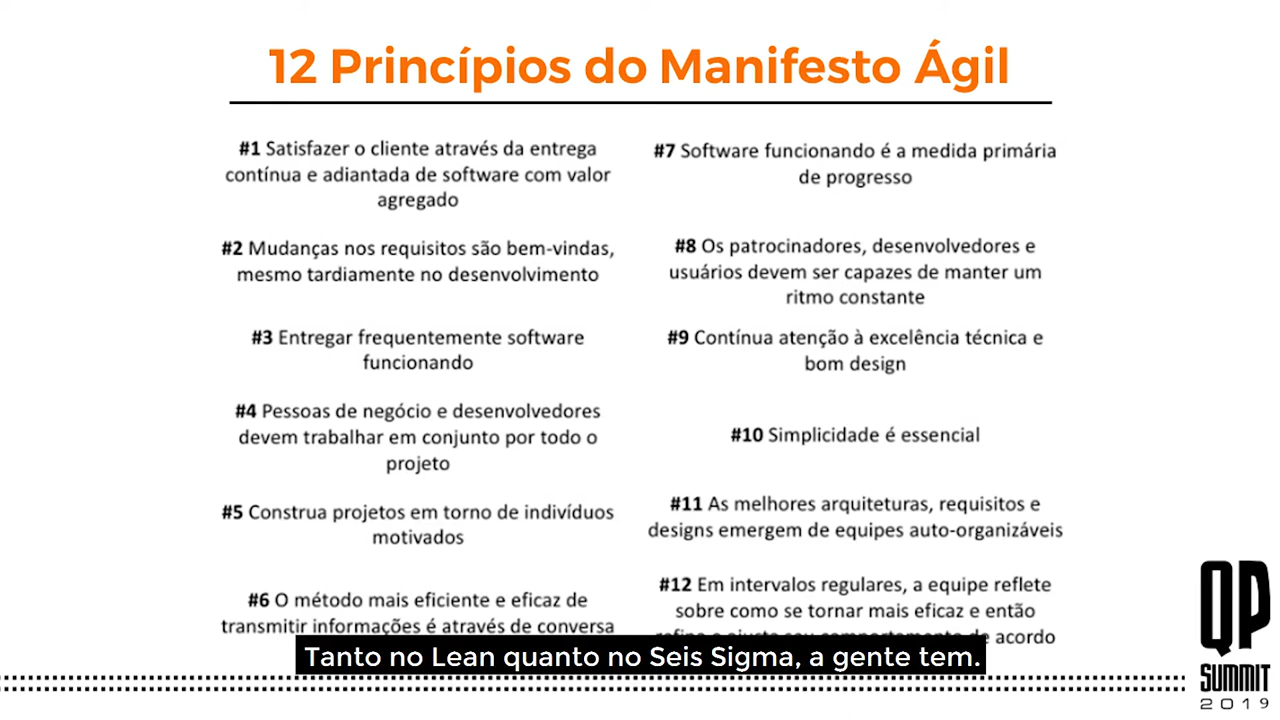 12 Princípios do Manifesto Ágil
#1 Satisfazer o cliente através da entrega
contínua e adiantada de software com valor
agregado
#2 Mudanças nos requisitos são bem-vindas,
mesmo tardiamente no desenvolvimento
#3 Entregar frequentemente software
funcionando
#4 Pessoas de negócio e desenvolvedores
devem trabalhar em conjunto por todo o
projeto
#5 Construa projetos em torno de indivíduos
motivados
#6 O método mais eficiente e eficaz de
transmitir informações é através de conversa
#7 Software funcionando é a medida primária
de progresso
#8 Os patrocinadores, desenvolvedores e
usuários devem ser capazes de manter um
ritmo constante
#9 Contínua atenção à excelência técnica e
bom design
#10 Simplicidade é essencial
#11 As melhores arquiteturas, requisitos e
designs emergem de equipes auto-organizáveis
#12 Em intervalos regulares, a equipe reflete
sobre como se tornar mais eficaz e então
acordo
Tanto no Lean quanto no Seis Sigma, a gente tem.
QP
SUMMIT
2019